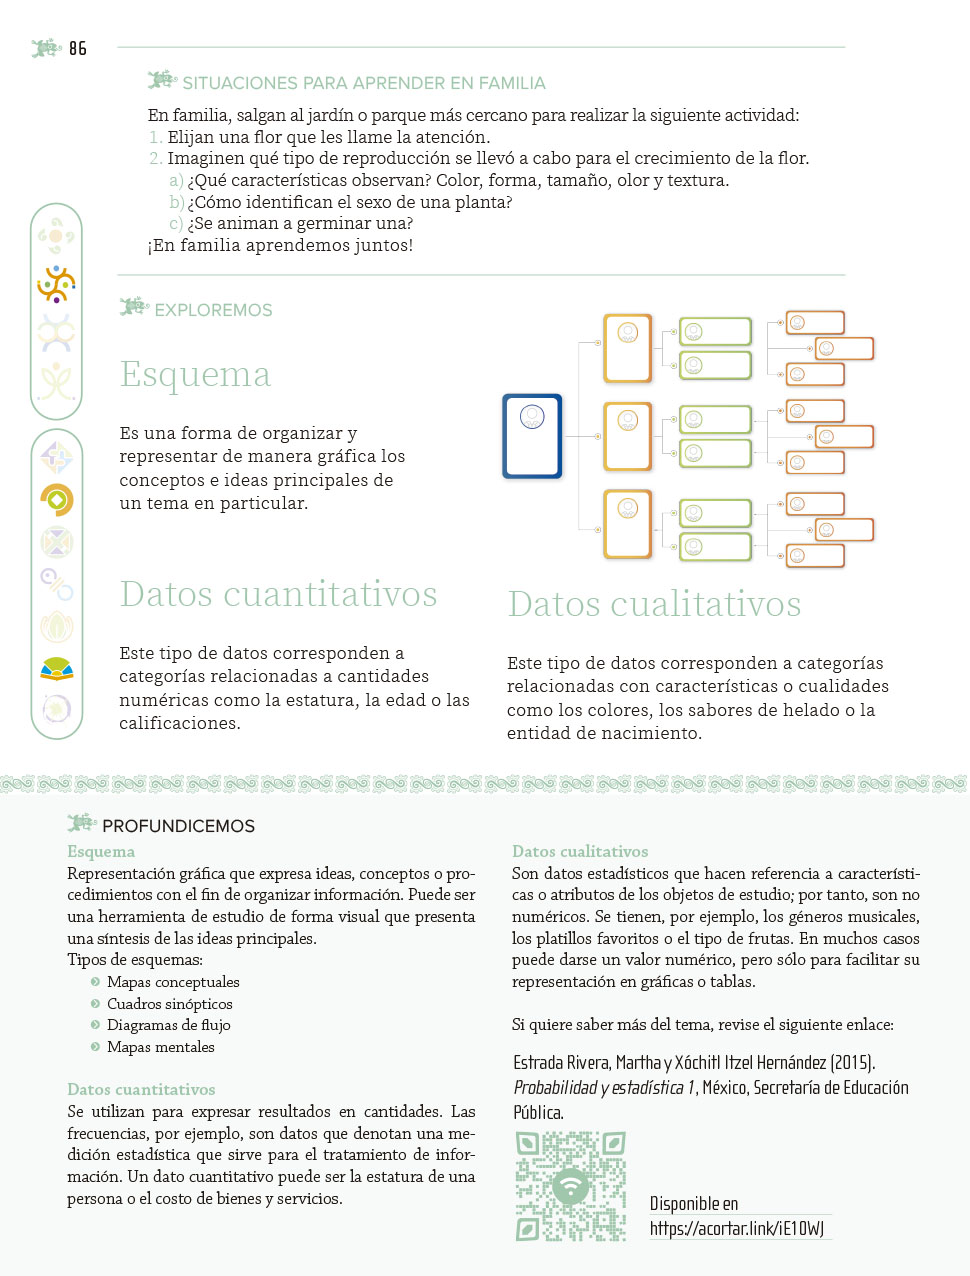 86
SITUACIONES PARA APRENDER EN FAMILIA
En familia, salgan al jardín o parque más cercano para realizar la siguiente actividad:
1. Elijan una flor que les llame la atención.
2. Imaginen qué tipo de reproducción se llevó a cabo para el crecimiento de la flor.
a) ¿Qué características observan? Color, forma, tamaño, olor y textura.
b) ¿Cómo identifican el sexo de una planta?
c) ¿Se animan a germinar una?
¡En familia aprendemos juntos!
EXPLOREMOS
Esquema
Es una forma de organizar y
representar de manera gráfica los
conceptos e ideas principales de
un tema en particular.
Datos cuantitativos
Este tipo de datos corresponden a
categorías relacionadas a cantidades
numéricas como la estatura, la edad o las
calificaciones.
Datos cualitativos
Este tipo de datos corresponden a categorías
relacionadas con características o cualidades
como los colores, los sabores de helado o la
entidad de nacimiento.
PROFUNDICEMOS
Esquema
Representación gráfica que expresa ideas, conceptos o pro-
cedimientos con el fin de organizar información. Puede ser
una herramienta de estudio de forma visual que presenta
una síntesis de las ideas principales.
Tipos de esquemas:
Mapas conceptuales
Cuadros sinópticos
Diagramas de flujo
Mapas mentales
Datos cuantitativos
Se utilizan para expresar resultados en cantidades. Las
frecuencias, por ejemplo, son datos que denotan una me-
dición estadística que sirve para el tratamiento de infor-
mación. Un dato cuantitativo puede ser la estatura de una
persona o el costo de bienes y servicios.
Datos cualitativos
Son datos estadísticos que hacen referencia a característi-
cas o atributos de los objetos de estudio; por tanto, son no
numéricos. Se tienen, por ejemplo, los géneros musicales,
los platillos favoritos o el tipo de frutas. En muchos casos
puede darse un valor numérico, pero sólo para facilitar su
representación en gráficas o tablas.
Si quiere saber más del tema, revise el siguiente enlace:
Estrada Rivera, Martha y Xóchitl Itzel Hernández (2015).
Probabilidad y estadística 1, México, Secretaría de Educación
Pública.
Disponible en
https://acortar.link/iE10WJ